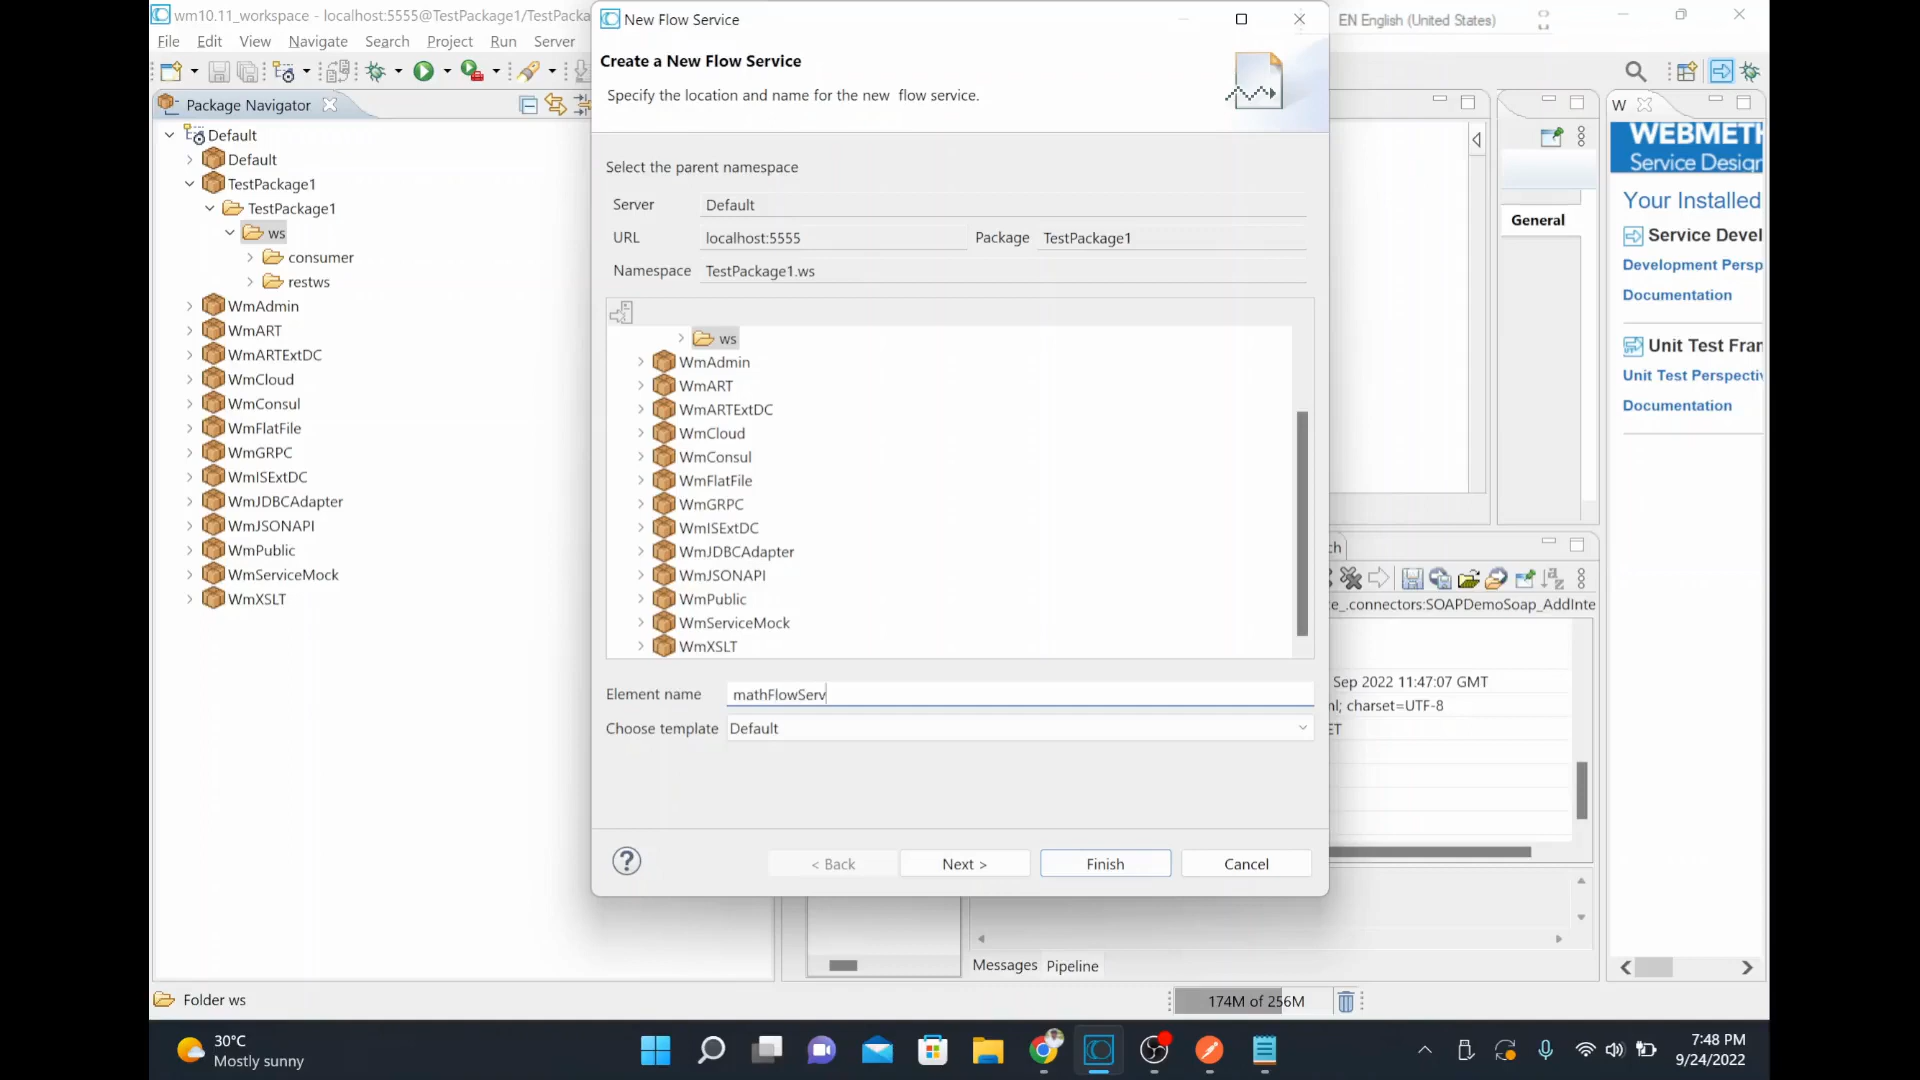 wm10.11_workspace - localhost:5555@TestPackage1/TestPacka
New Flow Service
EN English (United States)
File Edit View Navigate Search Project Run Server
Create a New Flow Service
Specify the location and name for the new flow service.
Package Navigator
W
Default
Default
TestPackage1
TestPackage1
ws
consumer
restws
WmAdmin
WmART
WmARTExtDC
WmCloud
WmConsul
WmFlatFile
WmGRPC
WmISExtDC
WmJDBCAdapter
WmJSONAPI
WmPublic
WmServiceMock
WmXSLT
Select the parent namespace
Server Default
URL localhost:5555 Package TestPackage1
Namespace TestPackage1.ws
ws
WmAdmin
WmART
WmARTExtDC
WmCloud
WmConsul
WmFlatFile
WmGRPC
WmISExtDC
WmJDBCAdapter
WmJSONAPI
WmPublic
WmServiceMock
WmXSLT
Element name mathFlowServ
Choose template Default
< Back Next > Finish Cancel
General
WEBMETH
Service Desig
Your Installed
Service Devel
Development Persp
Documentation
Unit Test Fra
Unit Test Perspecti
Documentation
ch
e_.connectors:SOAPDemoSoap_AddInte
Sep 2022 11:47:07 GMT
ml; charset=UTF-8
ET
Messages Pipeline
Folder ws
174M of 256M
30°C
Mostly sunny
7:48 PM
9/24/2022